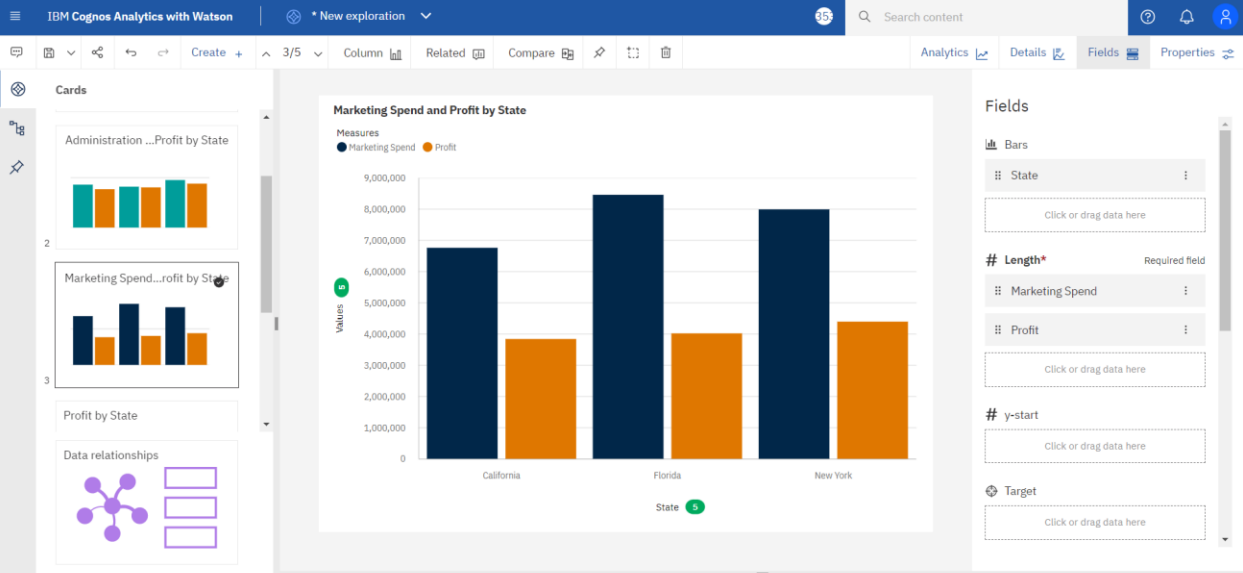 IBM Cognos Analytics with Watson
* New exploration
353
Search content
Create +
3/5
Column
Related
Compare
Analytics
Details
Fields
Properties
Cards
Administration ...Profit by State
2
Marketing Spend...rofit by State
3
Profit by State
Data relationships
Marketing Spend and Profit by State
Measures
Marketing Spend
Profit
9,000,000
8,000,000
7,000,000
6,000,000
5,000,000
4,000,000
3,000,000
2,000,000
1,000,000
0
Values 5
California
Florida
New York
State 5
Fields
Bars
State
Click or drag data here
# Length* Required field
Marketing Spend
Profit
Click or drag data here
# y-start
Click or drag data here
Target
Click or drag data here